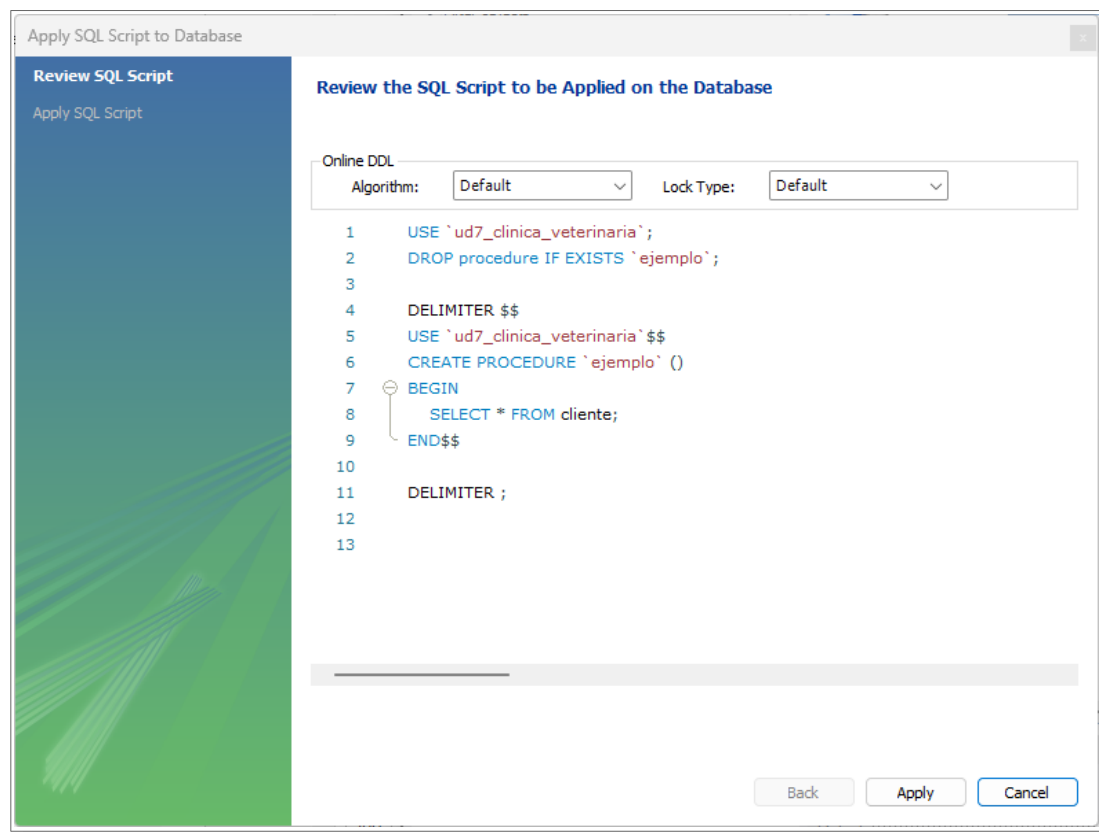 Apply SQL Script to Database
x
Review SQL Script
Apply SQL Script
Review the SQL Script to be Applied on the Database
Online DDL
Algorithm: Default Lock Type: Default
1 USE `ud7_clinica_veterinaria`;
2 DROP procedure IF EXISTS `ejemplo`;
3
4 DELIMITER $$
5 USE `ud7_clinica_veterinaria`$$
6 CREATE PROCEDURE `ejemplo` ()
7 BEGIN
8 SELECT * FROM cliente;
9 END$$
10
11 DELIMITER ;
12
13
Back Apply Cancel